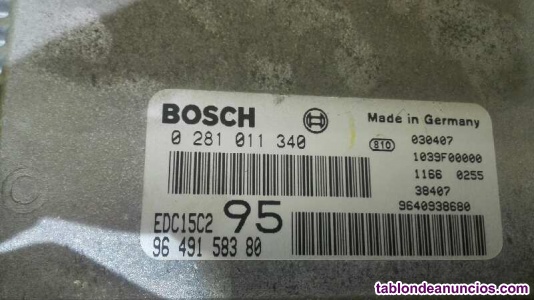 BOSCH
0 281 011 340
EDC15C2 95
96 491 583 80
Made in Germany
810 030407
1039F00000
1166 0255
38407
9640938680
tablondeanuncios.com